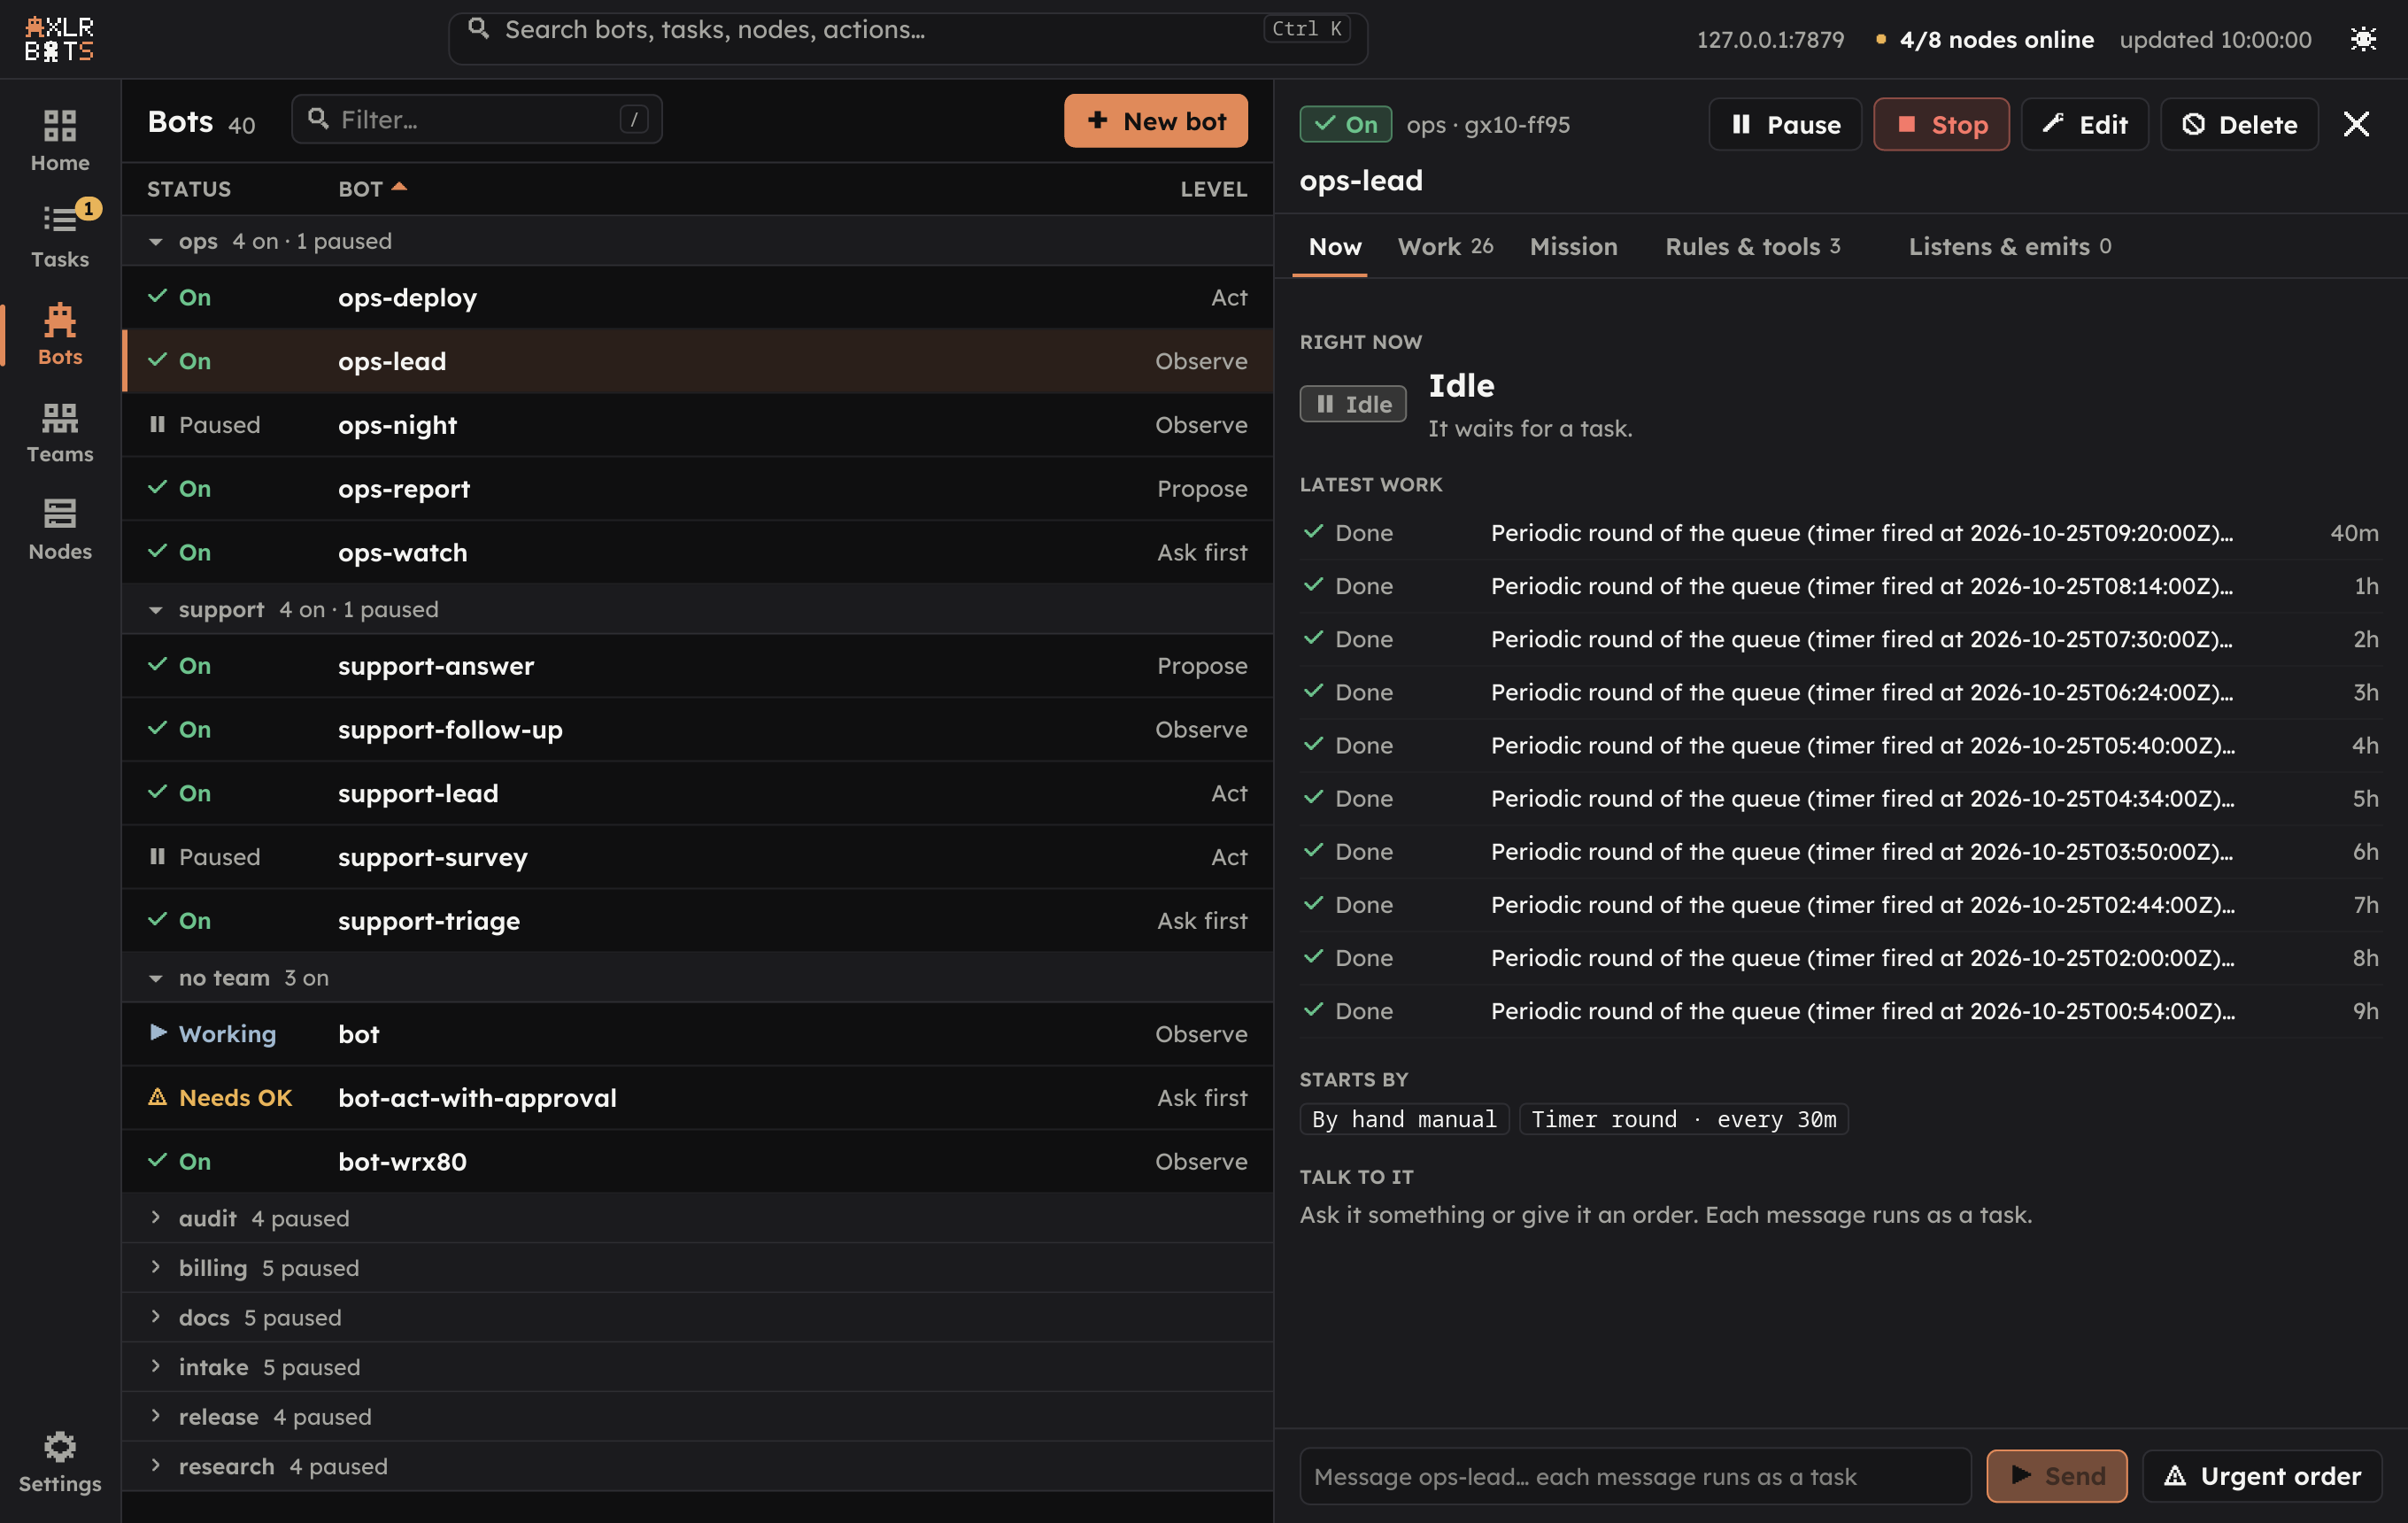 AXLR
BOTS
Search bots, tasks, nodes, actions... Ctrl K
127.0.0.1:7879 4/8 nodes online updated 10:00:00
Home
1
Tasks
Bots
Teams
Nodes
Settings
Bots 40
Filter... /
New bot
STATUS BOT LEVEL
ops 4 on · 1 paused
On ops-deploy Act
On ops-lead Observe
Paused ops-night Observe
On ops-report Propose
On ops-watch Ask first
support 4 on · 1 paused
On support-answer Propose
On support-follow-up Observe
On support-lead Act
Paused support-survey Act
On support-triage Ask first
no team 3 on
Working bot Observe
Needs OK bot-act-with-approval Ask first
On bot-wrx80 Observe
audit 4 paused
billing 5 paused
docs 5 paused
intake 5 paused
release 4 paused
research 4 paused
On ops · gx10-ff95
Pause Stop Edit Delete
ops-lead
Now Work 26 Mission Rules & tools 3 Listens & emits 0
RIGHT NOW
Idle
Idle
It waits for a task.
LATEST WORK
Done Periodic round of the queue (timer fired at 2026-10-25T09:20:00Z)... 40m
Done Periodic round of the queue (timer fired at 2026-10-25T08:14:00Z)... 1h
Done Periodic round of the queue (timer fired at 2026-10-25T07:30:00Z)... 2h
Done Periodic round of the queue (timer fired at 2026-10-25T06:24:00Z)... 3h
Done Periodic round of the queue (timer fired at 2026-10-25T05:40:00Z)... 4h
Done Periodic round of the queue (timer fired at 2026-10-25T04:34:00Z)... 5h
Done Periodic round of the queue (timer fired at 2026-10-25T03:50:00Z)... 6h
Done Periodic round of the queue (timer fired at 2026-10-25T02:44:00Z)... 7h
Done Periodic round of the queue (timer fired at 2026-10-25T02:00:00Z)... 8h
Done Periodic round of the queue (timer fired at 2026-10-25T00:54:00Z)... 9h
STARTS BY
By hand manual Timer round · every 30m
TALK TO IT
Ask it something or give it an order. Each message runs as a task.
Message ops-lead... each message runs as a task
Send
Urgent order